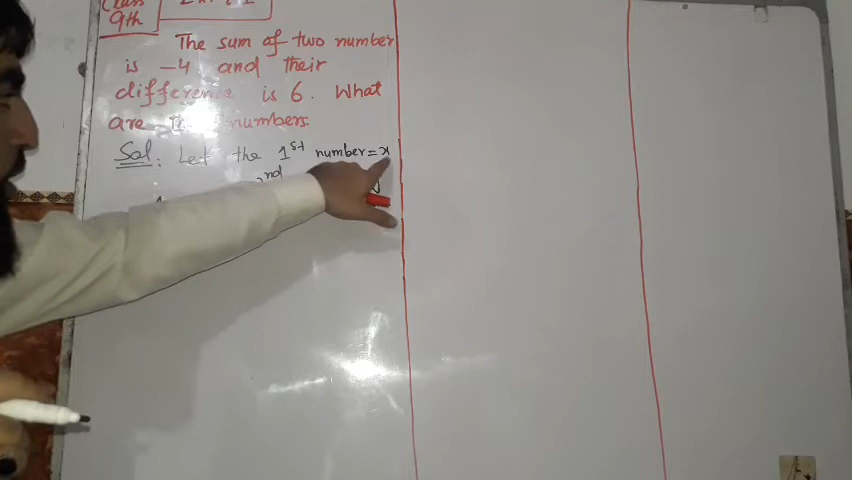 Class
9th
The sum of two number
is -4 and their
difference is 6. What
are numbers.
Sol: Let the 1st number = x
2nd y